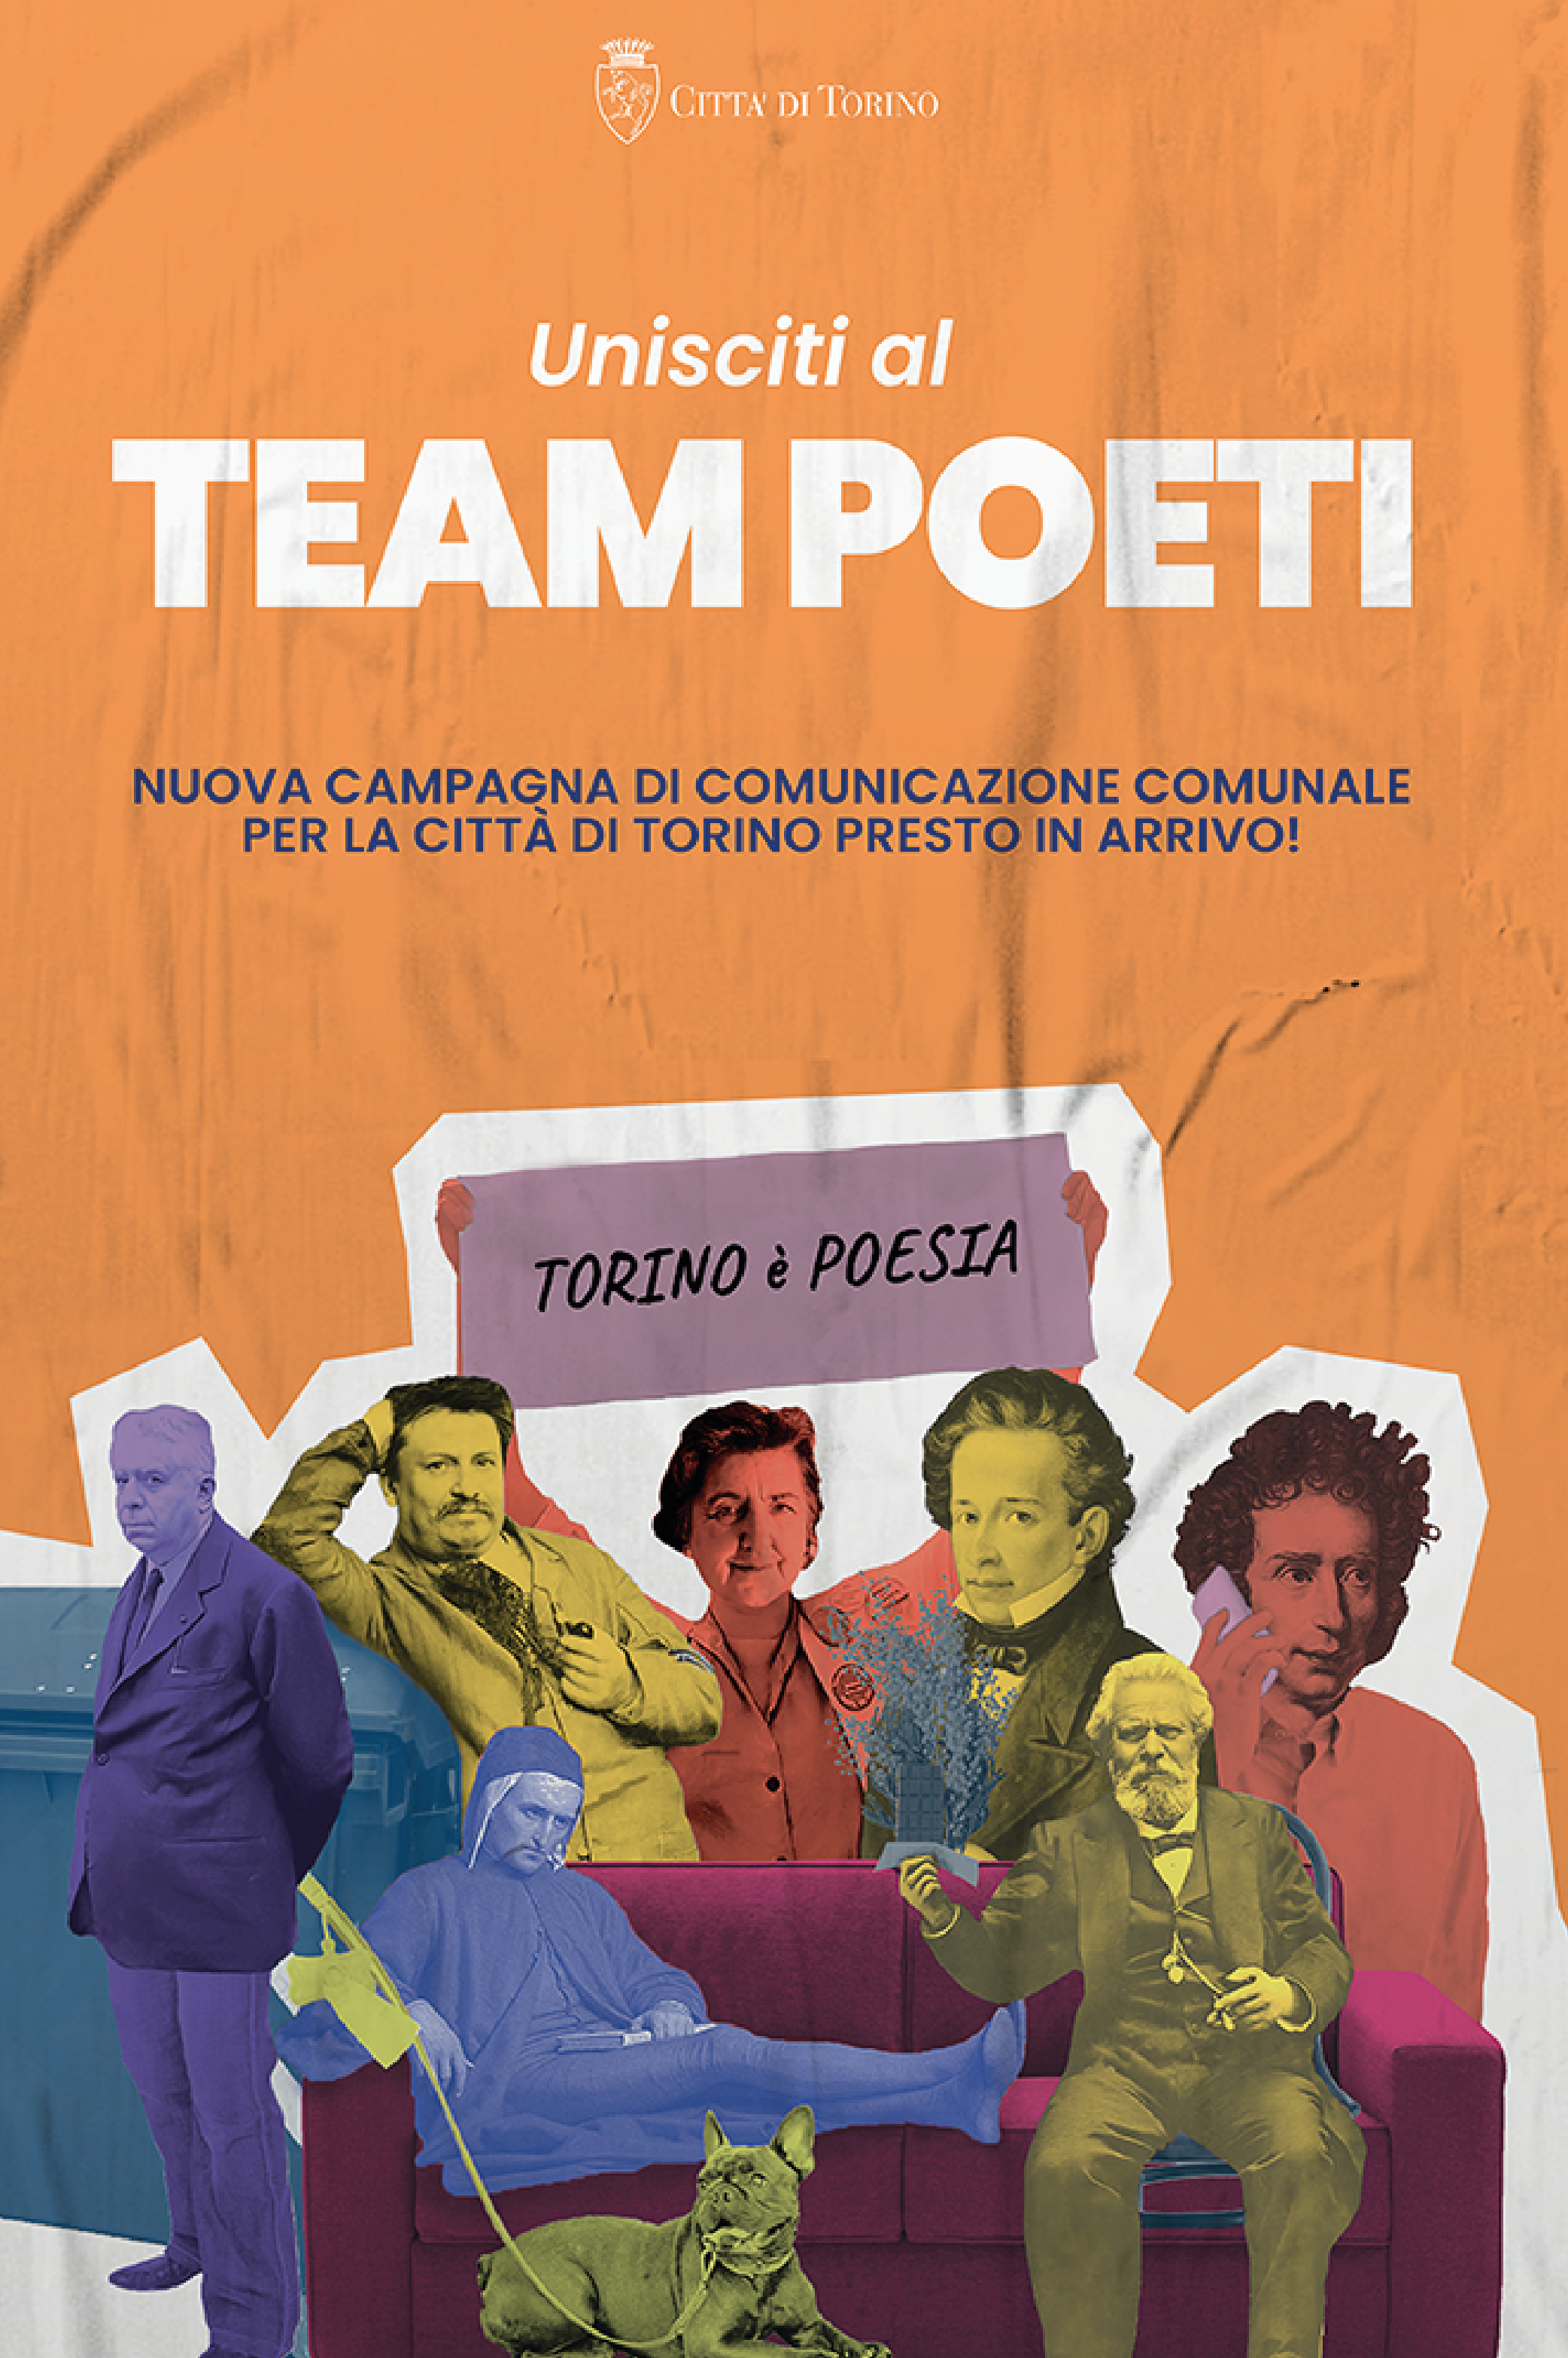 CITTA' DI TORINO
Unisciti al
TEAM POETI
NUOVA CAMPAGNA DI COMUNICAZIONE COMUNALE
PER LA CITTÀ DI TORINO PRESTO IN ARRIVO!
TORINO è POESIA